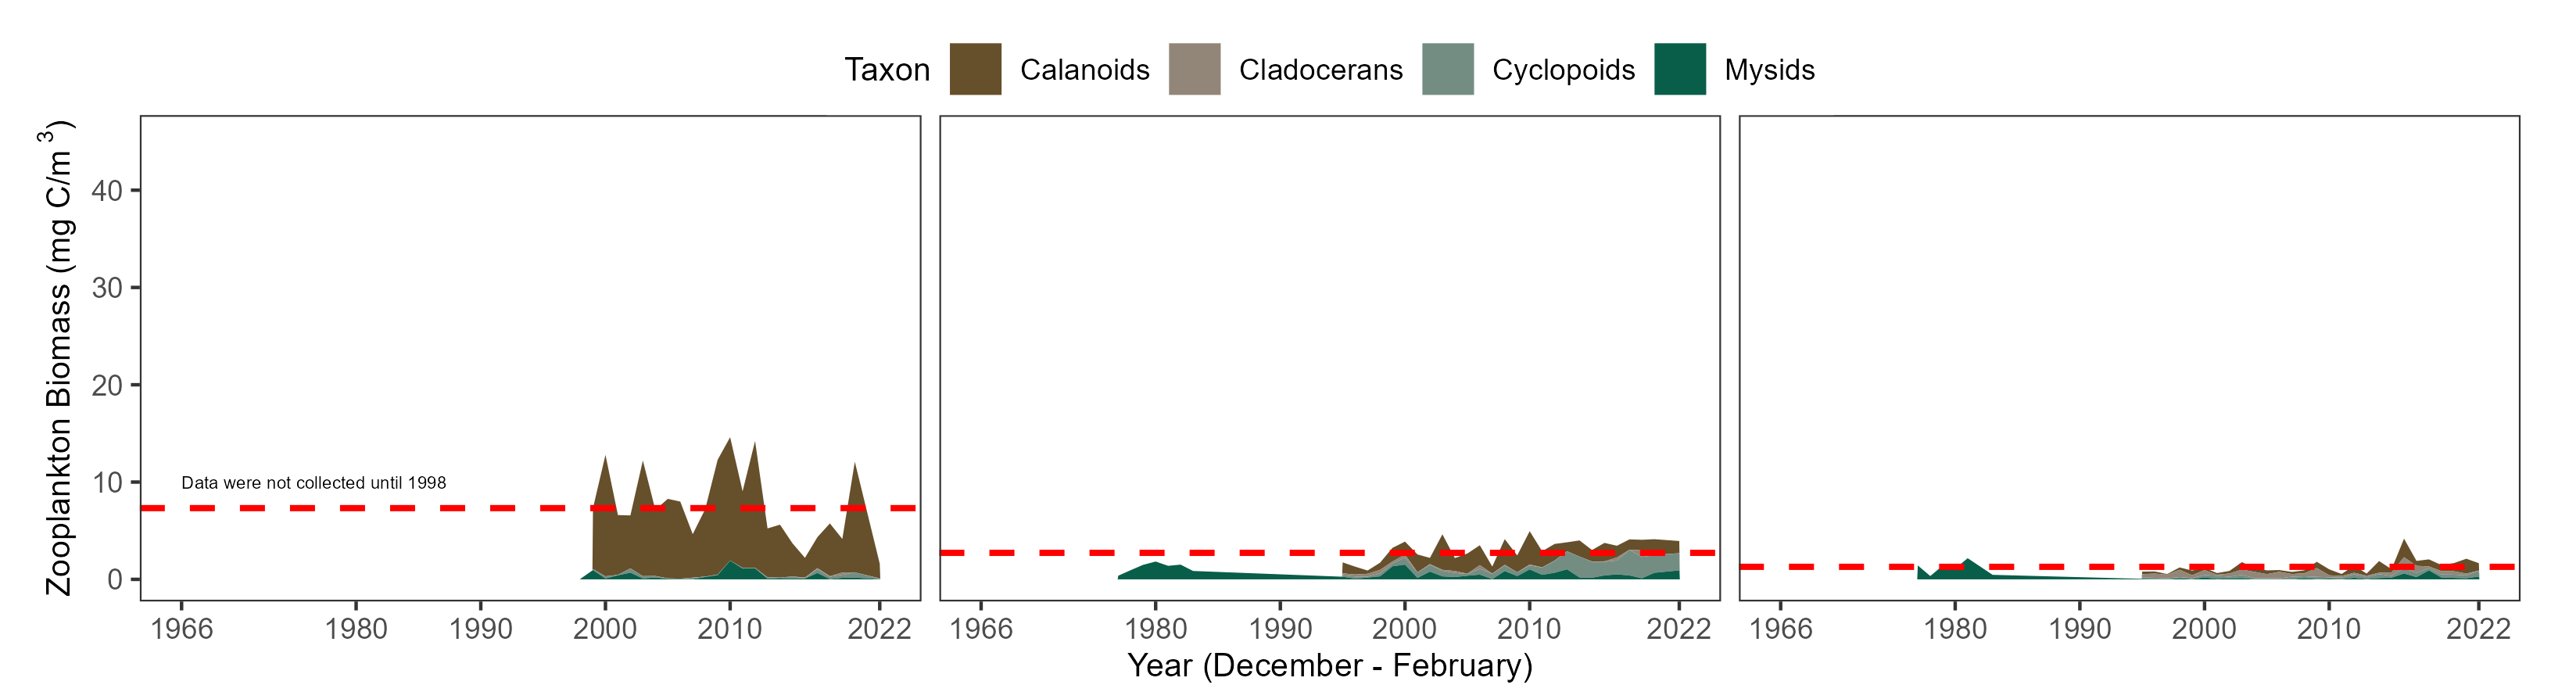 Taxon Calanoids Cladocerans Cyclopoids Mysids
Zooplankton Biomass (mg C/m³)
40
30
20
10
0
Data were not collected until 1998
1966 1980 1990 2000 2010 2022 1966 1980 1990 2000 2010 2022 1966 1980 1990 2000 2010 2022
Year (December - February)